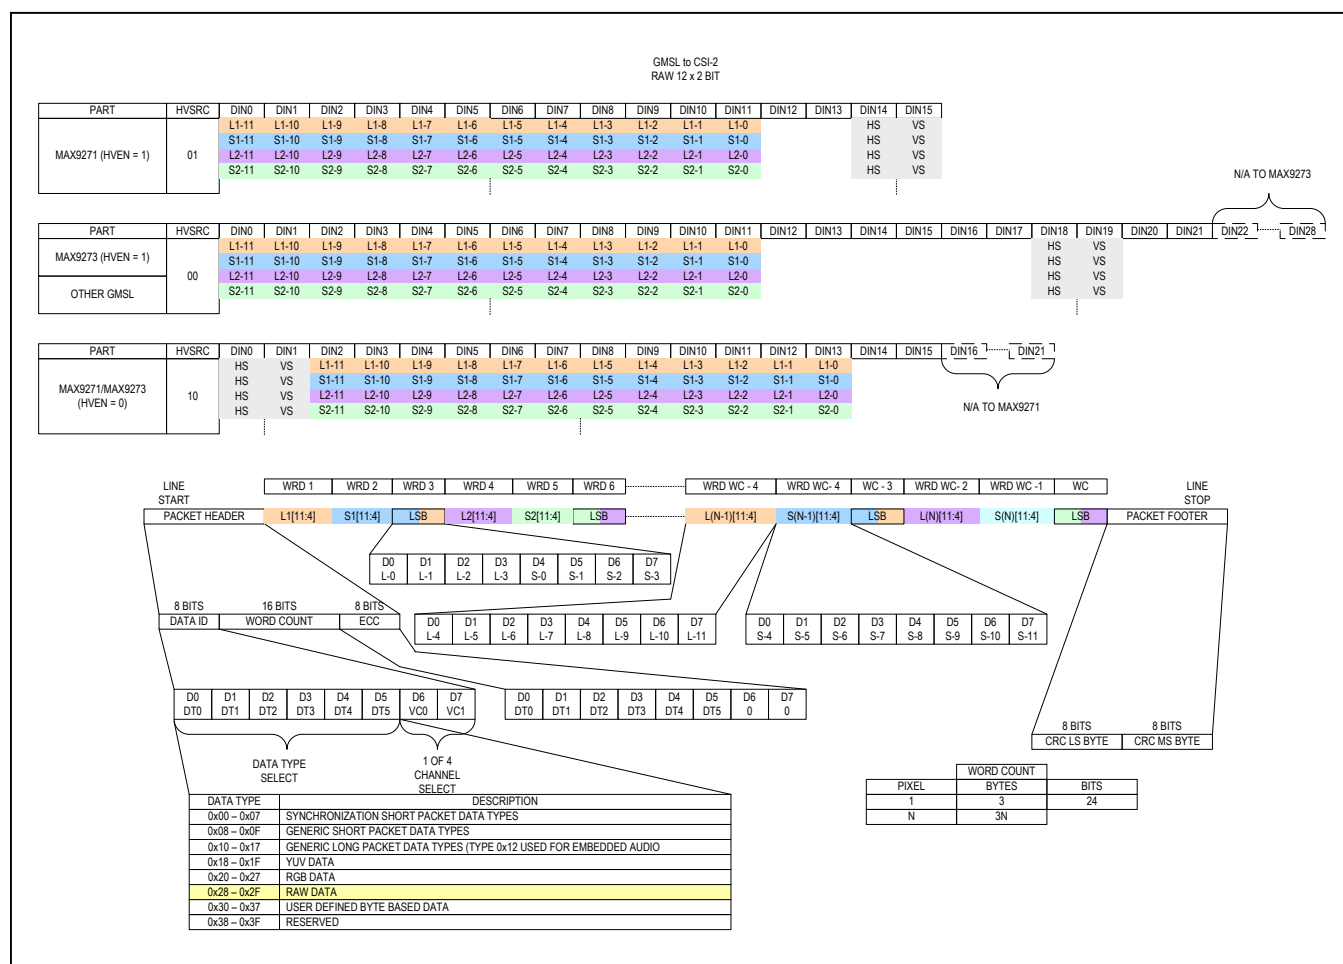 GMSL to CSI-2
RAW 12 x 2 BIT
PART HVSRC DIN0 DIN1 DIN2 DIN3 DIN4 DIN5 DIN6 DIN7 DIN8 DIN9 DIN10 DIN11 DIN12 DIN13 DIN14 DIN15
L1-11 L1-10 L1-9 L1-8 L1-7 L1-6 L1-5 L1-4 L1-3 L1-2 L1-1 L1-0 HS VS
S1-11 S1-10 S1-9 S1-8 S1-7 S1-6 S1-5 S1-4 S1-3 S1-2 S1-1 S1-0 HS VS
MAX9271 (HVEN = 1) 01
L2-11 L2-10 L2-9 L2-8 L2-7 L2-6 L2-5 L2-4 L2-3 L2-2 L2-1 L2-0 HS VS
S2-11 S2-10 S2-9 S2-8 S2-7 S2-6 S2-5 S2-4 S2-3 S2-2 S2-1 S2-0 HS VS
N/A TO MAX9273
PART HVSRC DIN0 DIN1 DIN2 DIN3 DIN4 DIN5 DIN6 DIN7 DIN8 DIN9 DIN10 DIN11 DIN12 DIN13 DIN14 DIN15 DIN16 DIN17 DIN18 DIN19 DIN20 DIN21 DIN22 DIN28
L1-11 L1-10 L1-9 L1-8 L1-7 L1-6 L1-5 L1-4 L1-3 L1-2 L1-1 L1-0 HS VS
MAX9273 (HVEN = 1)
S1-11 S1-10 S1-9 S1-8 S1-7 S1-6 S1-5 S1-4 S1-3 S1-2 S1-1 S1-0 HS VS
00
L2-11 L2-10 L2-9 L2-8 L2-7 L2-6 L2-5 L2-4 L2-3 L2-2 L2-1 L2-0 HS VS
OTHER GMSL
S2-11 S2-10 S2-9 S2-8 S2-7 S2-6 S2-5 S2-4 S2-3 S2-2 S2-1 S2-0 HS VS
PART HVSRC DIN0 DIN1 DIN2 DIN3 DIN4 DIN5 DIN6 DIN7 DIN8 DIN9 DIN10 DIN11 DIN12 DIN13 DIN14 DIN15 DIN16 DIN21
HS VS L1-11 L1-10 L1-9 L1-8 L1-7 L1-6 L1-5 L1-4 L1-3 L1-2 L1-1 L1-0
HS VS S1-11 S1-10 S1-9 S1-8 S1-7 S1-6 S1-5 S1-4 S1-3 S1-2 S1-1 S1-0
MAX9271/MAX9273
(HVEN = 0)
10
HS VS L2-11 L2-10 L2-9 L2-8 L2-7 L2-6 L2-5 L2-4 L2-3 L2-2 L2-1 L2-0
HS VS S2-11 S2-10 S2-9 S2-8 S2-7 S2-6 S2-5 S2-4 S2-3 S2-2 S2-1 S2-0
N/A TO MAX9271
LINE
START
WRD 1 WRD 2 WRD 3 WRD 4 WRD 5 WRD 6 WRD WC - 4 WRD WC- 4 WC - 3 WRD WC- 2 WRD WC -1 WC
LINE
STOP
PACKET HEADER L1[11:4] S1[11:4] LSB L2[11:4] S2[11:4] LSB L(N-1)[11:4] S(N-1)[11:4] LSB L(N)[11:4] S(N)[11:4] LSB PACKET FOOTER
D0 D1 D2 D3 D4 D5 D6 D7
L-0 L-1 L-2 L-3 S-0 S-1 S-2 S-3
8 BITS 16 BITS 8 BITS
DATA ID WORD COUNT ECC
D0 D1 D2 D3 D4 D5 D6 D7
L-4 L-5 L-6 L-7 L-8 L-9 L-10 L-11
D0 D1 D2 D3 D4 D5 D6 D7
S-4 S-5 S-6 S-7 S-8 S-9 S-10 S-11
D0 D1 D2 D3 D4 D5 D6 D7
DT0 DT1 DT2 DT3 DT4 DT5 VC0 VC1
D0 D1 D2 D3 D4 D5 D6 D7
DT0 DT1 DT2 DT3 DT4 DT5 0 0
8 BITS 8 BITS
CRC LS BYTE CRC MS BYTE
DATA TYPE
SELECT
1 OF 4
CHANNEL
SELECT
WORD COUNT
PIXEL BYTES BITS
1 3 24
N 3N
DATA TYPE DESCRIPTION
0x00 – 0x07 SYNCHRONIZATION SHORT PACKET DATA TYPES
0x08 – 0x0F GENERIC SHORT PACKET DATA TYPES
0x10 – 0x17 GENERIC LONG PACKET DATA TYPES (TYPE 0x12 USED FOR EMBEDDED AUDIO
0x18 – 0x1F YUV DATA
0x20 – 0x27 RGB DATA
0x28 – 0x2F RAW DATA
0x30 – 0x37 USER DEFINED BYTE BASED DATA
0x38 – 0x3F RESERVED